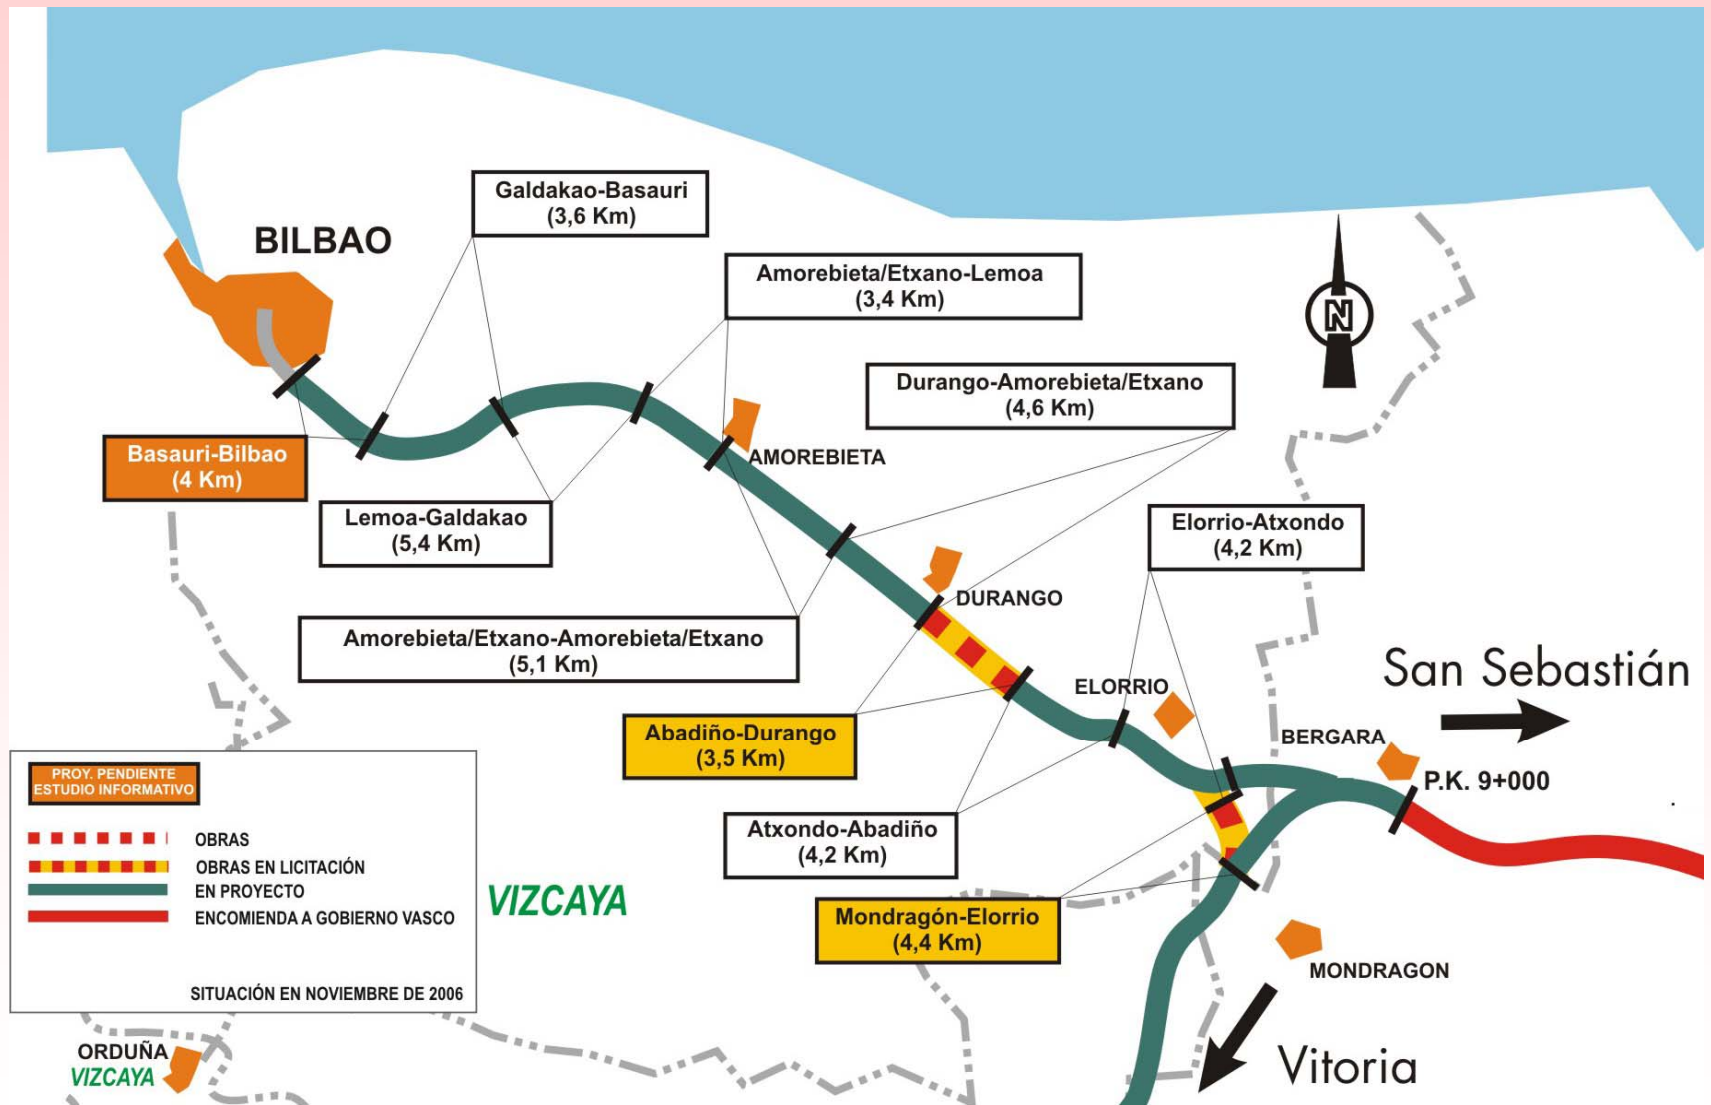 Galdakao-Basauri
(3,6 Km)
BILBAO
Amorebieta/Etxano-Lemoa
(3,4 Km)
N
Durango-Amorebieta/Etxano
(4,6 Km)
Basauri-Bilbao
(4 Km)
AMOREBIETA
Lemoa-Galdakao
(5,4 Km)
Elorrio-Atxondo
(4,2 Km)
DURANGO
Amorebieta/Etxano-Amorebieta/Etxano
(5,1 Km)
San Sebastián
ELORRIO
Abadiño-Durango
(3,5 Km)
BERGARA
P.K. 9+000
PROY. PENDIENTE
ESTUDIO INFORMATIVO
OBRAS
OBRAS EN LICITACIÓN
EN PROYECTO
ENCOMIENDA A GOBIERNO VASCO
SITUACIÓN EN NOVIEMBRE DE 2006
Atxondo-Abadiño
(4,2 Km)
VIZCAYA
Mondragón-Elorrio
(4,4 Km)
MONDRAGON
ORDUÑA
VIZCAYA
Vitoria